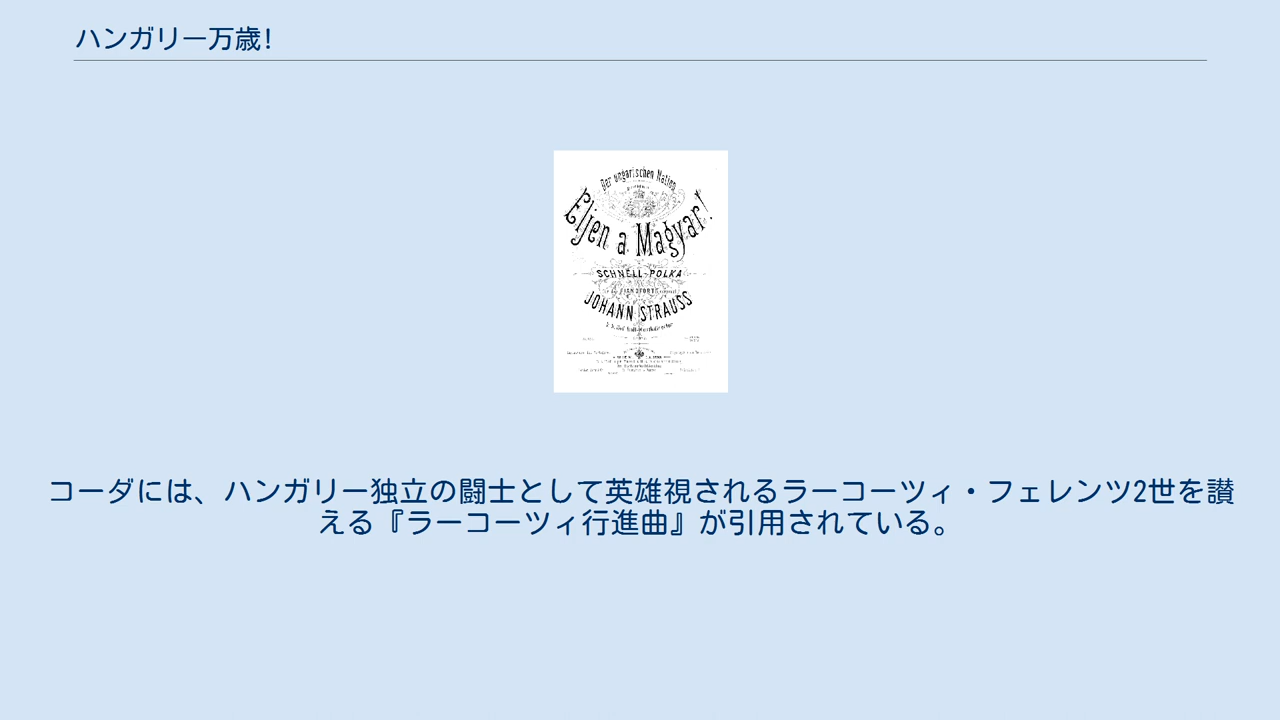 ハンガリー万歳!
Der ungarischen Nation
Eljen a Magyar!
SCHNELL-POLKA
JOHANN STRAUSS
コーダには、ハンガリー独立の闘士として英雄視されるラーコーツィ・フェレンツ2世を讃
える『ラーコーツィ行進曲』が引用されている。